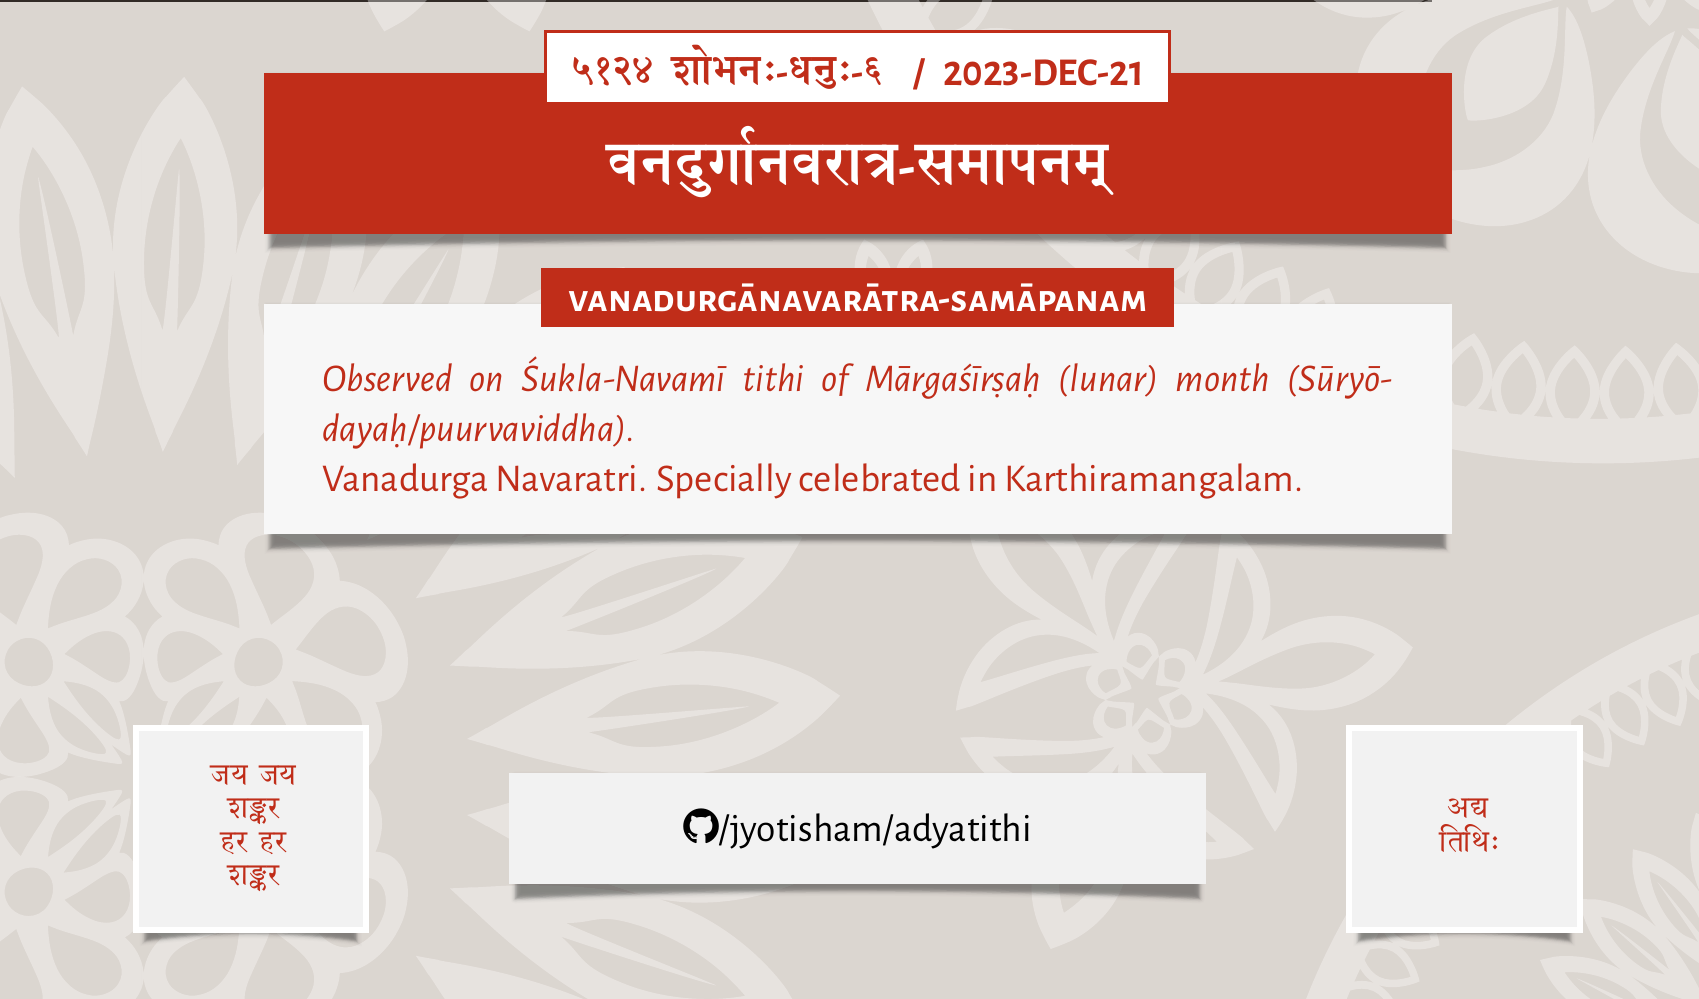 ५१२४ शोभनः-धनुः-६ / 2023-DEC-21
वनदुर्गानवरात्र-समापनम्
VANADURGĀNAVARĀTRA-SAMĀPANAM
Observed on Śukla-Navamī tithi of Mārgaśīrṣaḥ (lunar) month (Sūryō-
dayaḥ/puurvaviddha).
Vanadurga Navaratri. Specially celebrated in Karthiramangalam.
जय जय
शङ्कर
हर हर
शङ्कर
/jyotisham/adyatithi
अद्य
तिथिः